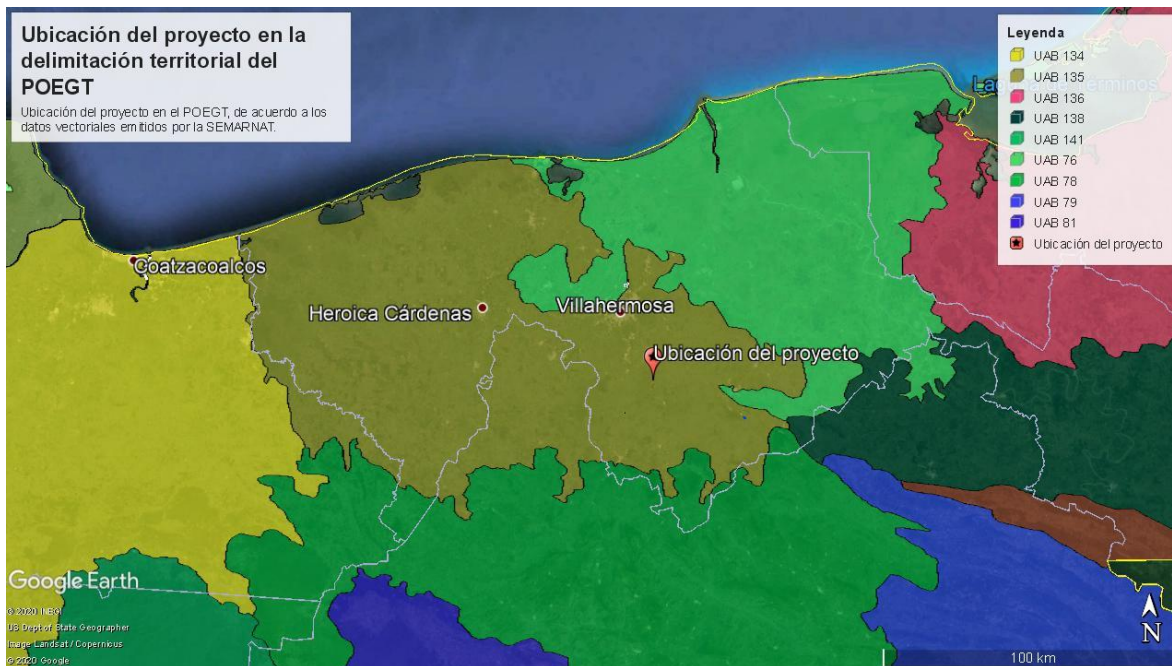 Ubicación del proyecto en la
delimitación territorial del
POEGT
Ubicación del proyecto en el POEGT, de acuerdo a los
datos vectoriales emitidos por la SEMARNAT.
Leyenda
UAB 134
UAB 135
UAB 136
UAB 138
UAB 141
UAB 76
UAB 78
UAB 79
UAB 81
Ubicación del proyecto
Coatzacoalcos
Heroica Cárdenas
Villahermosa
Ubicación del proyecto
Google Earth
© 2020 INEGI
US Dept of State Geographer
Image Landsat / Copernicus
© 2020 Google
N
100 km